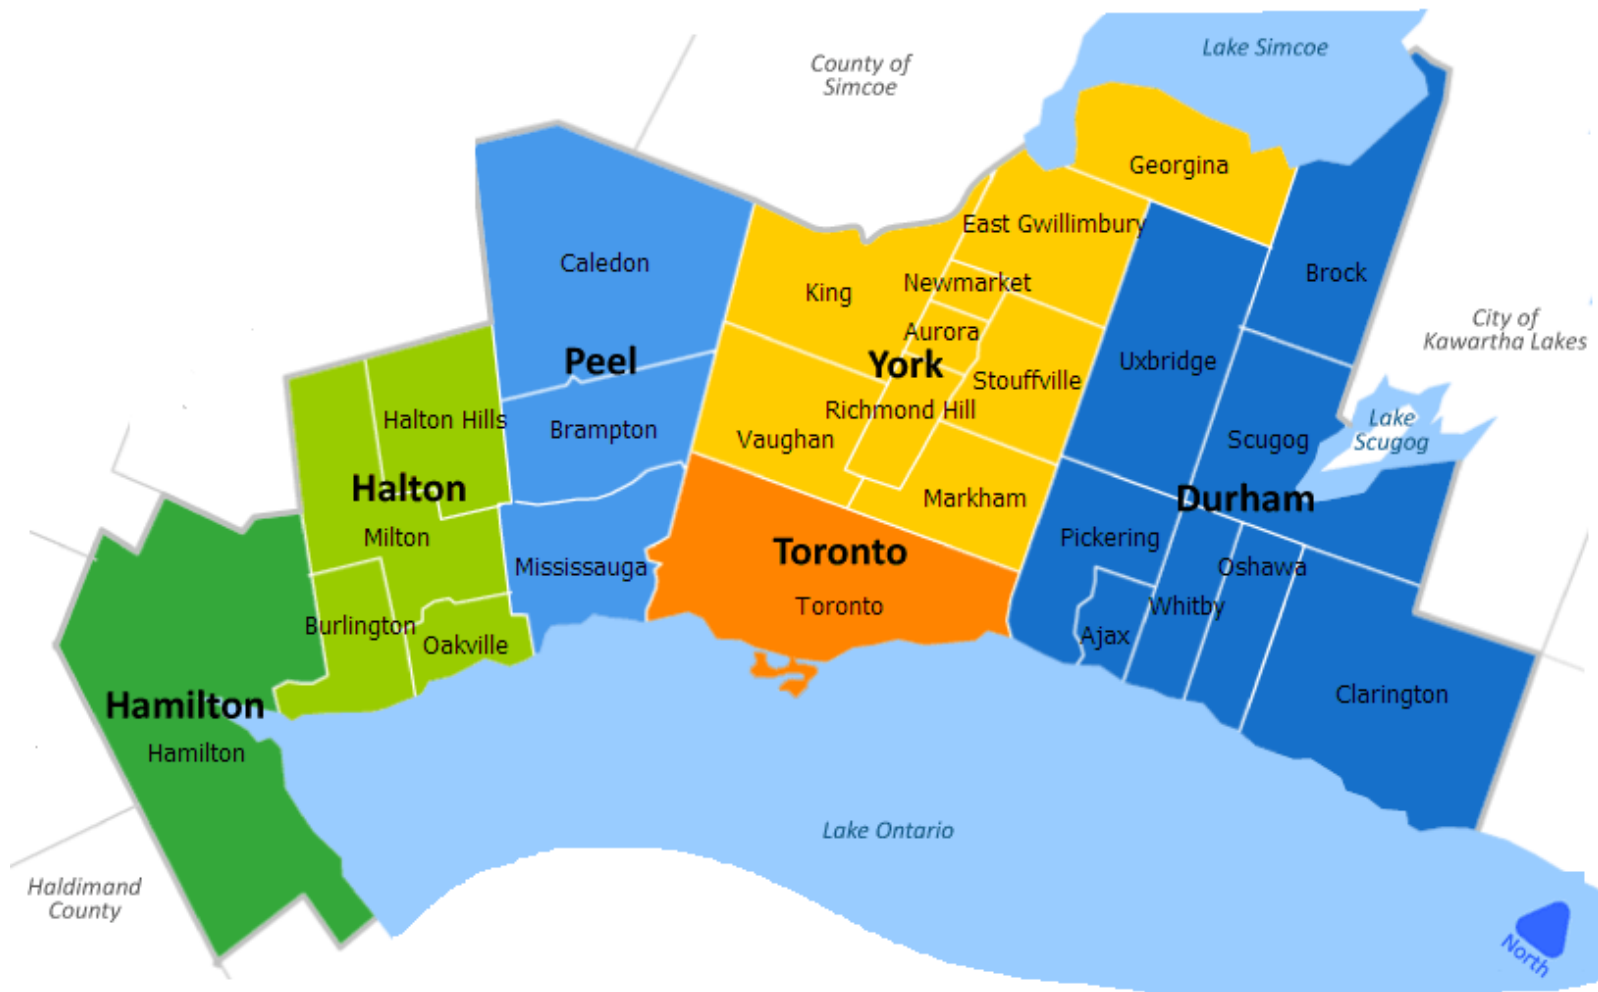 Lake Simcoe
County of
Simcoe
Georgina
East Gwillimbury
Caledon
King
Newmarket
Brock
City of
Kawartha Lakes
Aurora
Peel
York
Uxbridge
Stouffville
Halton Hills
Brampton
Richmond Hill
Vaughan
Scugog
Lake
Scugog
Halton
Markham
Durham
Milton
Pickering
Toronto
Mississauga
Oshawa
Toronto
Whitby
Burlington
Oakville
Ajax
Clarington
Hamilton
Hamilton
Lake Ontario
Haldimand
County
North